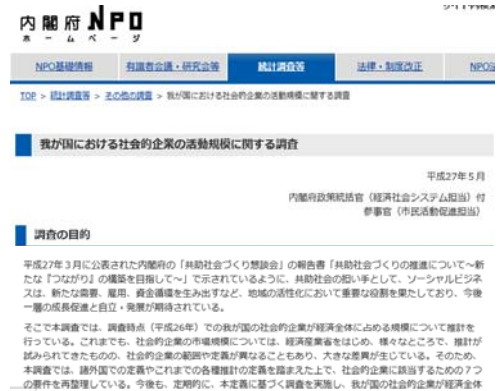 内閣府NPO
ホームページ
NPO基礎情報 有識者会議・研究会等 統計調査等 法律・制度改正
TOP > 統計調査等 > その他の調査 > 我が国における社会的企業の活動規模に関する調査
我が国における社会的企業の活動規模に関する調査
平成27年5月
内閣府政策統括官（経済社会システム担当）付
参事官（市民活動促進担当）
調査の目的
平成27年3月に公表された内閣府の「共助社会づくり懇談会」の報告書「共助社会づくりの推進について～新
たな『つながり』の構築を目指して～」で示されているように、共助社会の担い手として、ソーシャルビジネ
スは、新たな需要、雇用、資金循環を生み出すなど、地域の活性化において重要な役割を果たしており、今後
一層の成長促進と自立・発展が期待されている。
そこで本調査では、調査時点（平成26年）での我が国の社会的企業が経済全体に占める規模について推計を
行っている。これまでも、社会的企業の市場規模については、経済産業省をはじめ、様々なところで、推計が
試みられてきたものの、社会的企業の範囲や定義が異なることもあり、大きな差異が生じている。そのため、
本調査では、諸外国での定義やこれまでの各種推計の定義を踏まえた上で、社会的企業に該当するための7つ
の要件を再整理している。今後も、定期的に、本定義に基づく調査を実施し、我が国の社会的企業が経済全体